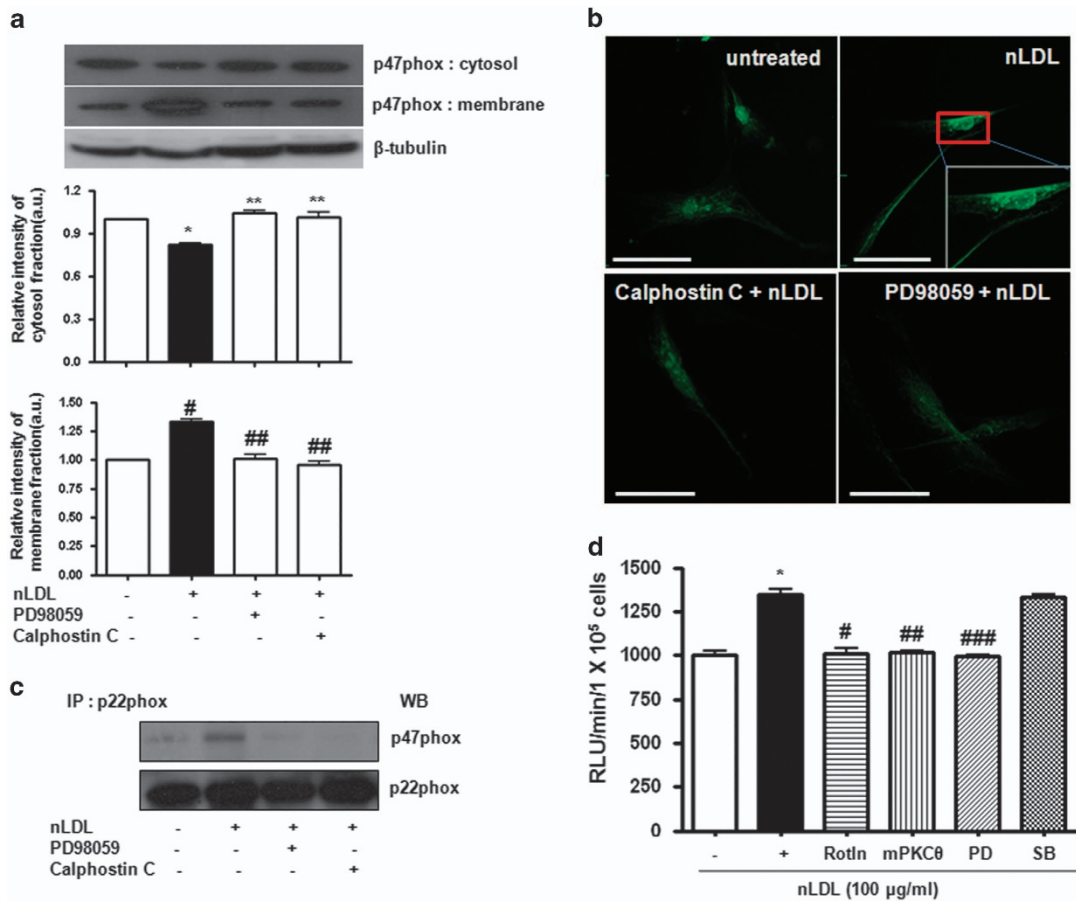 a
p47phox : cytosol
p47phox : membrane
β-tubulin
Relative intensity of
cytosol fraction(a.u.)
1.2
0.9
0.6
0.3
0.0
*
**
**
Relative intensity of
membrane fraction(a.u.)
1.50
1.25
1.00
0.75
0.50
0.25
0.00
#
##
##
nLDL - + + +
PD98059 - - + -
Calphostin C - - - +
b
untreated
nLDL
Calphostin C + nLDL
PD98059 + nLDL
c
IP : p22phox WB
p47phox
p22phox
nLDL - + + +
PD98059 - - + -
Calphostin C - - - +
d
RLU/min/1 X 10⁵ cells
1500
1250
1000
750
500
250
0
*
#
##
###
- + Rotln mPKCθ PD SB
nLDL (100 µg/ml)